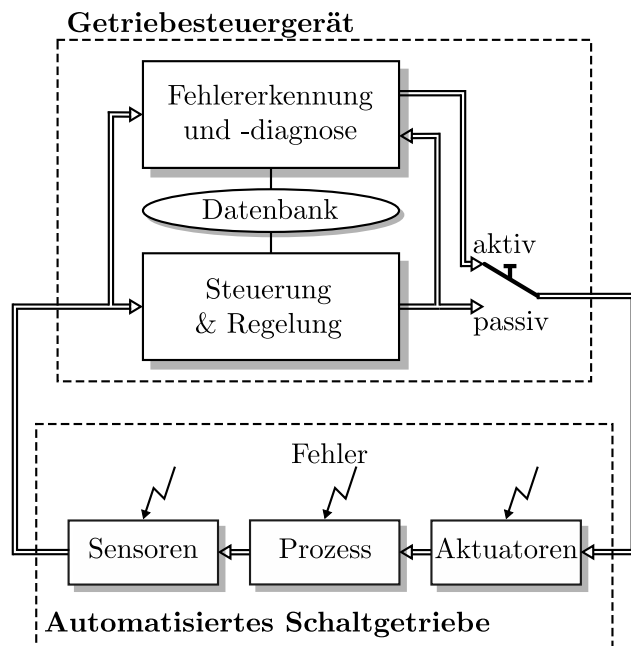 Getriebesteuergerät
Fehlererkennung
und -diagnose
Datenbank
aktiv
Steuerung
& Regelung
passiv
Fehler
Sensoren
Prozess
Aktuatoren
Automatisiertes Schaltgetriebe